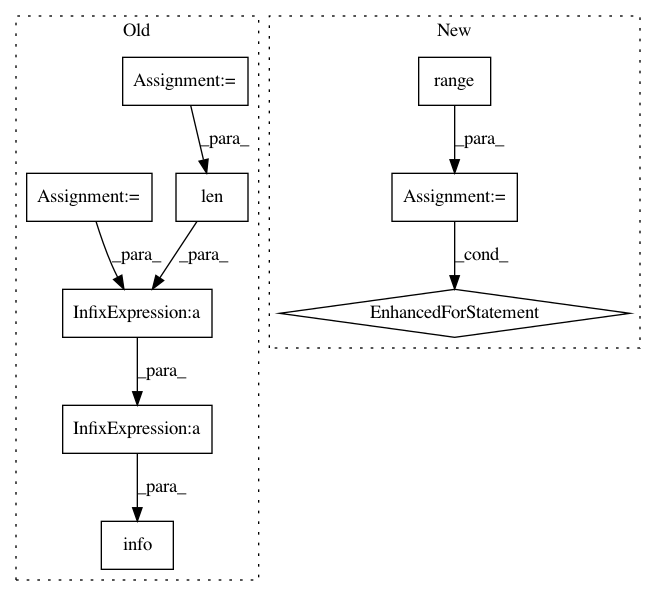 Old
New
Assignment:=
range
_para_
_para_
Assignment:=
len
Assignment:=
_para_
_para_
_cond_
InfixExpression:a
EnhancedForStatement
_para_
InfixExpression:a
_para_
info